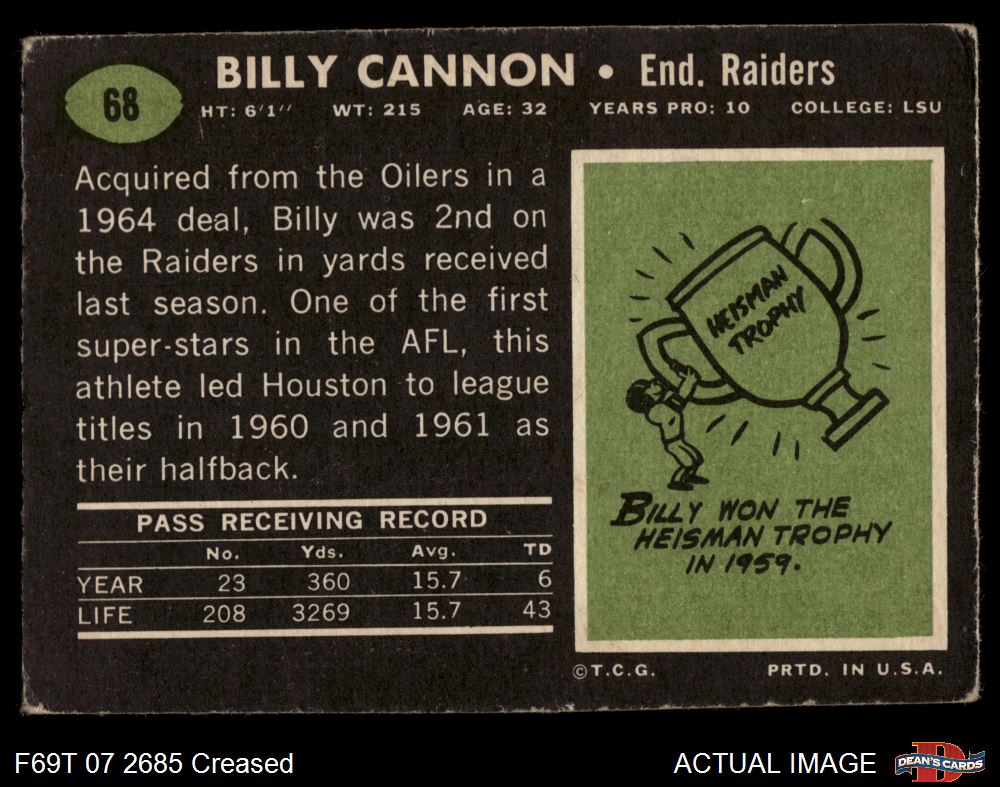 68
BILLY CANNON • End. Raiders
HT: 6'1'' WT: 215 AGE: 32 YEARS PRO: 10 COLLEGE: LSU
Acquired from the Oilers in a
1964 deal, Billy was 2nd on
the Raiders in yards received
last season. One of the first
super-stars in the AFL, this
athlete led Houston to league
titles in 1960 and 1961 as
their halfback.
PASS RECEIVING RECORD
No. Yds. Avg. TD
YEAR 23 360 15.7 6
LIFE 208 3269 15.7 43
HEISMAN
TROPHY
BILLY WON THE
HEISMAN TROPHY
IN 1959.
©T.C.G. PRTD. IN U.S.A.
F69T 07 2685 Creased
ACTUAL IMAGE
D
DEAN'S CARDS